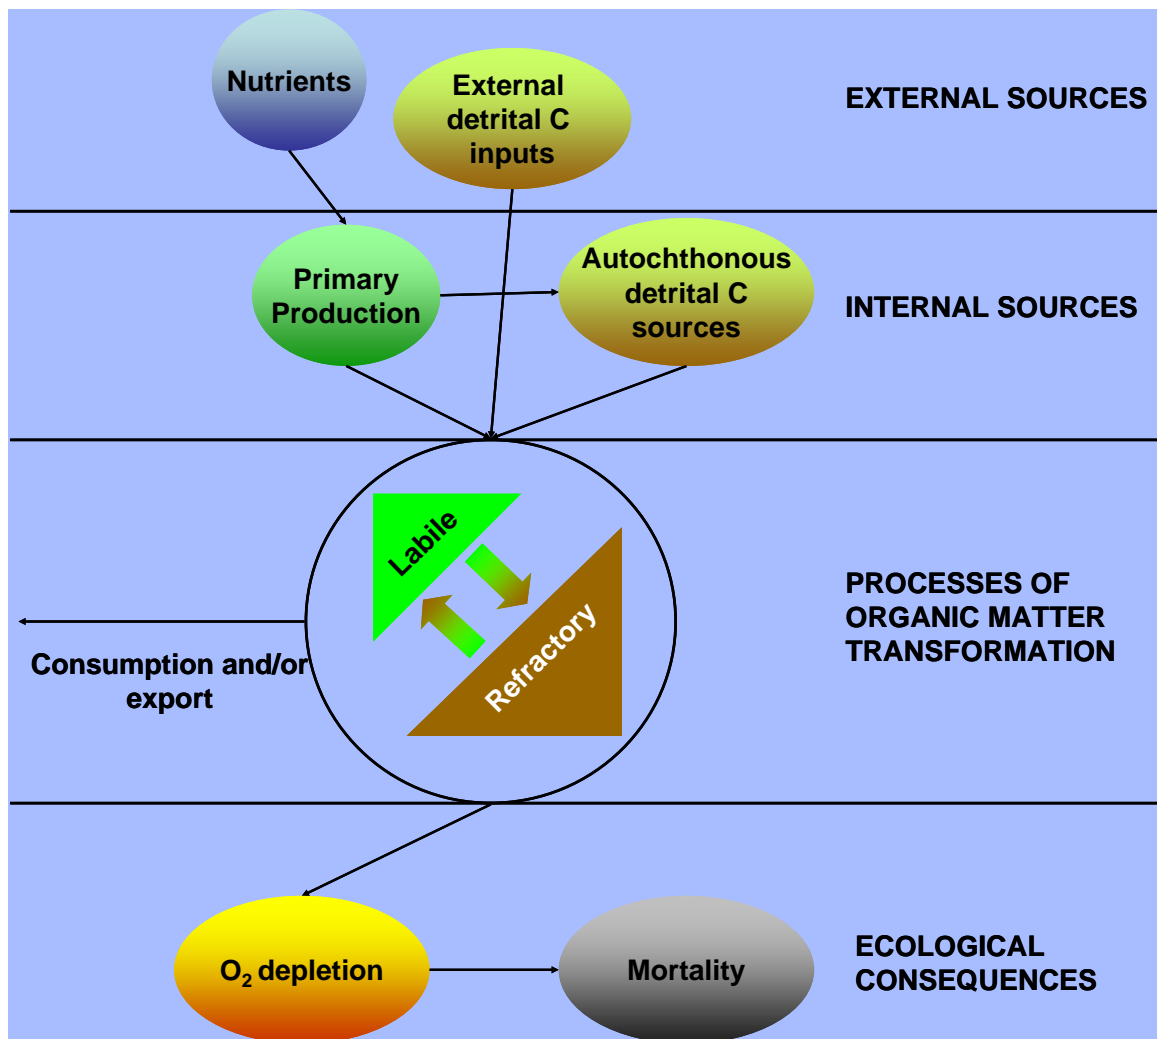 Nutrients
External
detrital C
inputs
EXTERNAL SOURCES
Primary
Production
Autochthonous
detrital C
sources
INTERNAL SOURCES
Labile
Refractory
Consumption and/or
export
PROCESSES OF
ORGANIC MATTER
TRANSFORMATION
O₂ depletion
Mortality
ECOLOGICAL
CONSEQUENCES